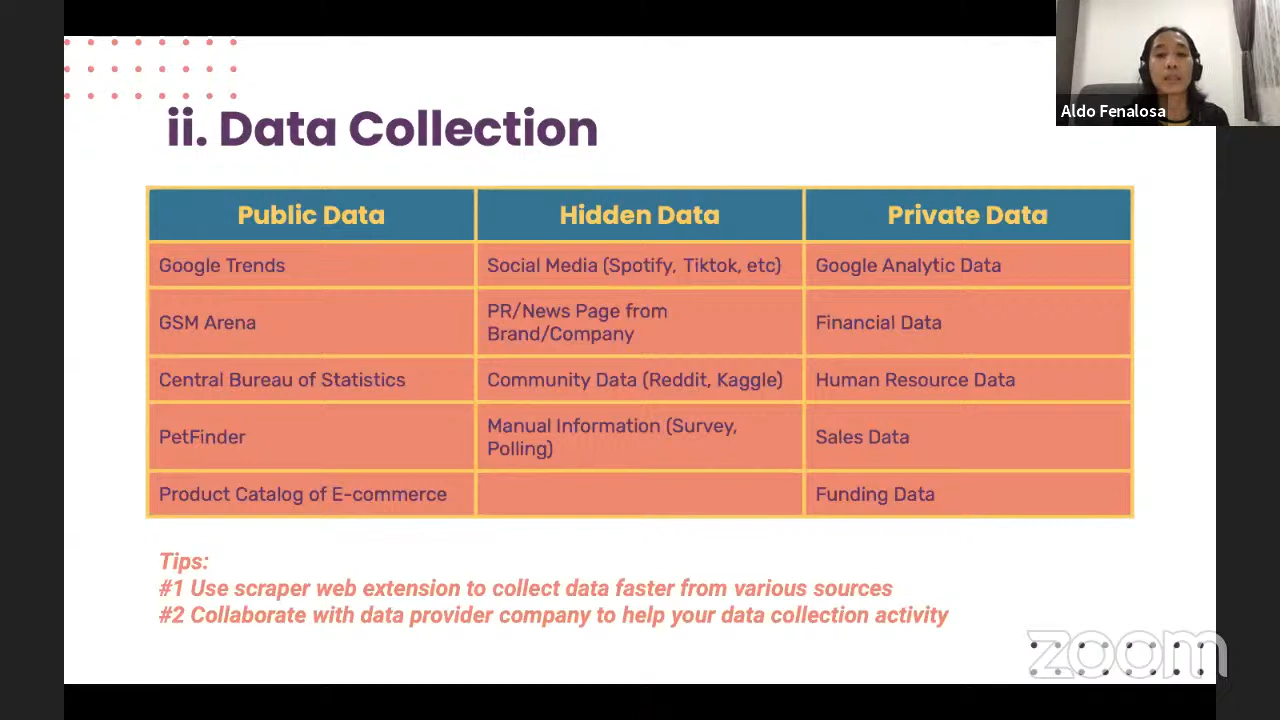 Aldo Fenalosa
ii. Data Collection
Public Data
Hidden Data
Private Data
Google Trends
Social Media (Spotify, Tiktok, etc)
Google Analytic Data
GSM Arena
PR/News Page from
Brand/Company
Financial Data
Central Bureau of Statistics
Community Data (Reddit, Kaggle)
Human Resource Data
PetFinder
Manual Information (Survey,
Polling)
Sales Data
Product Catalog of E-commerce
Funding Data
Tips:
#1 Use scraper web extension to collect data faster from various sources
#2 Collaborate with data provider company to help your data collection activity
zoom